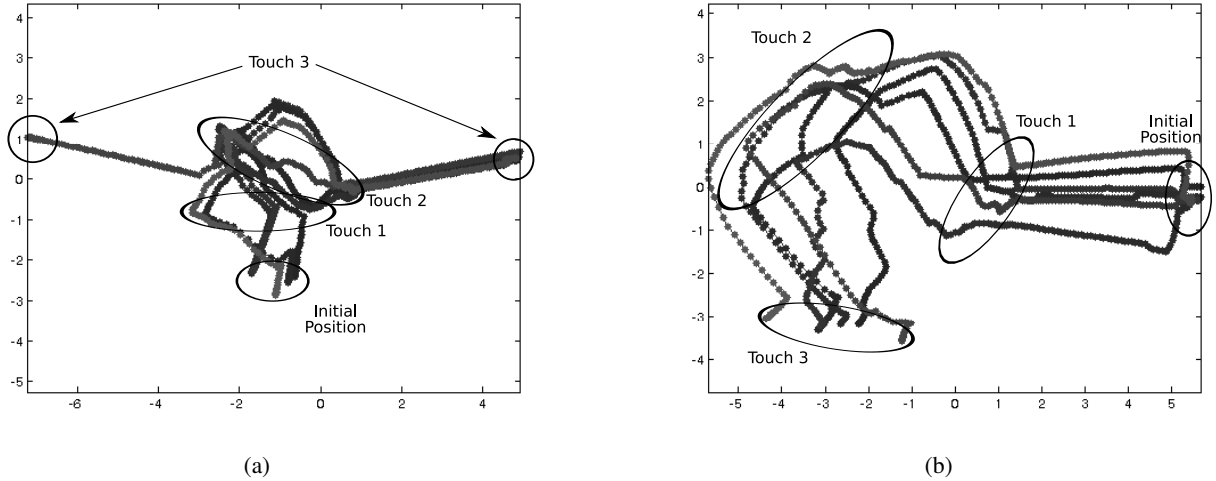 4
3
2
1
0
-1
-2
-3
-4
-5
-6 -4 -2 0 2 4
Touch 3
Touch 2
Touch 1
Initial
Position
(a)
4
3
2
1
0
-1
-2
-3
-4
-5 -4 -3 -2 -1 0 1 2 3 4 5
Touch 2
Touch 1
Initial
Position
Touch 3
(b)